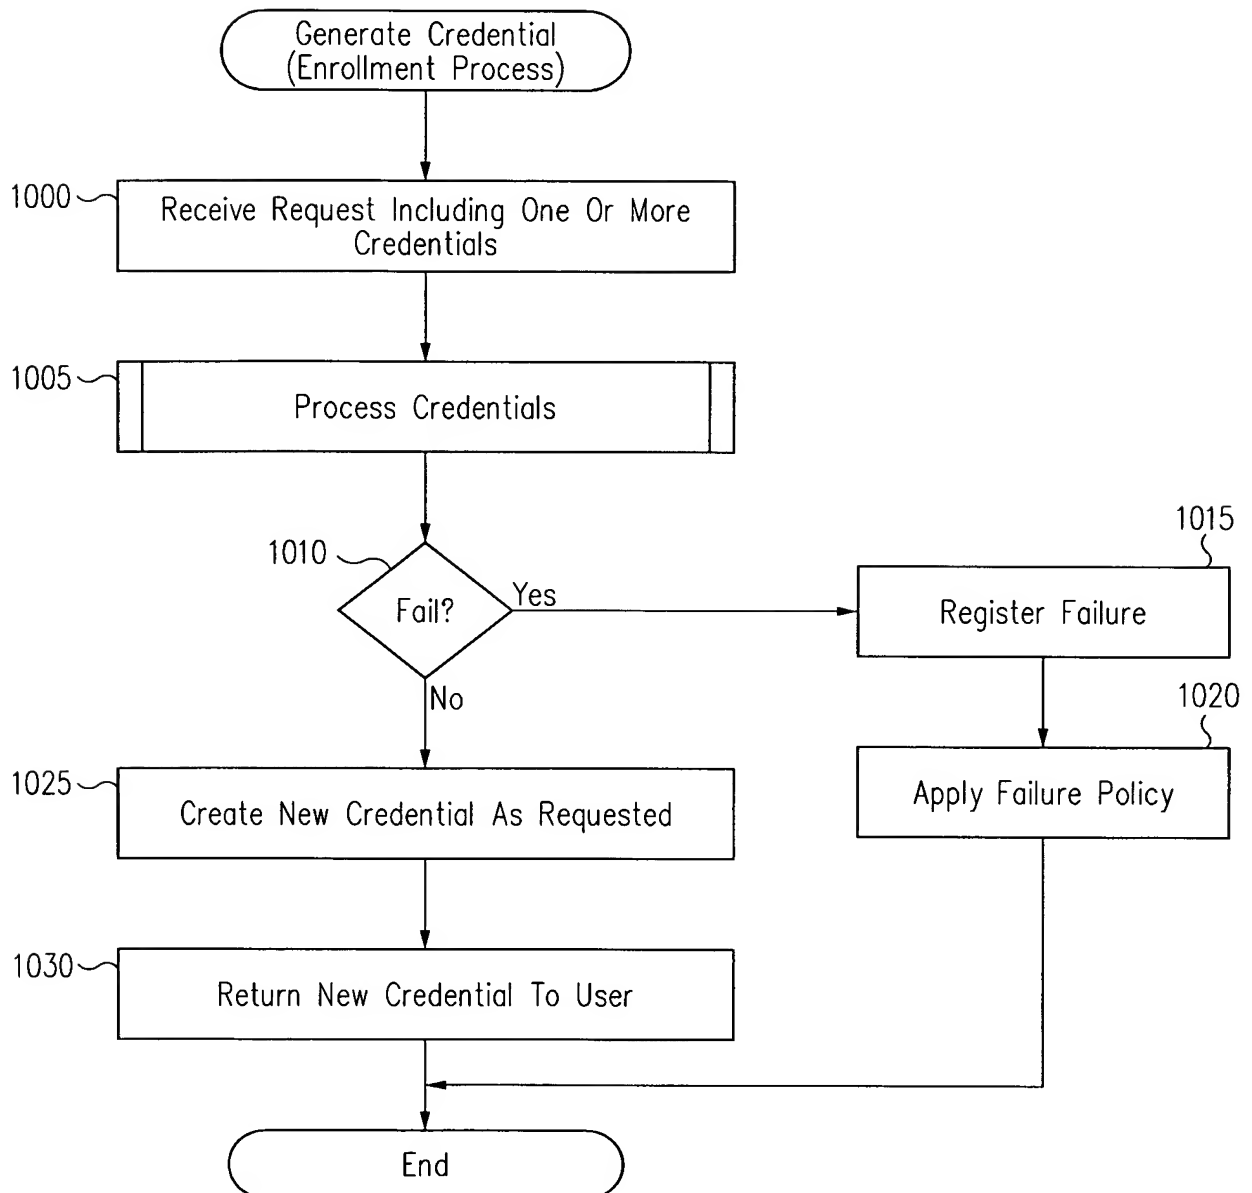 Generate Credential
(Enrollment Process)
1000
Receive Request Including One Or More
Credentials
1005
Process Credentials
1010
Fail?
Yes
No
1015
Register Failure
1020
Apply Failure Policy
1025
Create New Credential As Requested
1030
Return New Credential To User
End